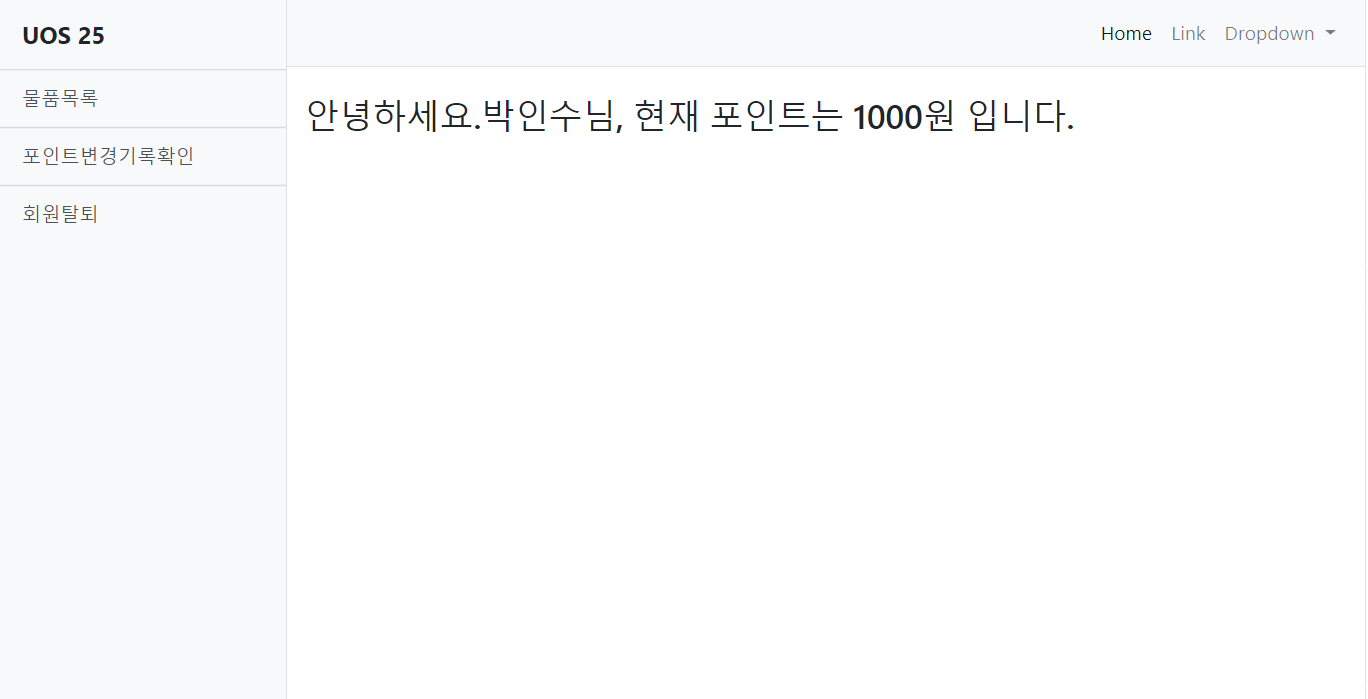 UOS 25
Home Link Dropdown
물품목록
포인트변경기록확인
회원탈퇴
안녕하세요.박인수님, 현재 포인트는 1000원 입니다.